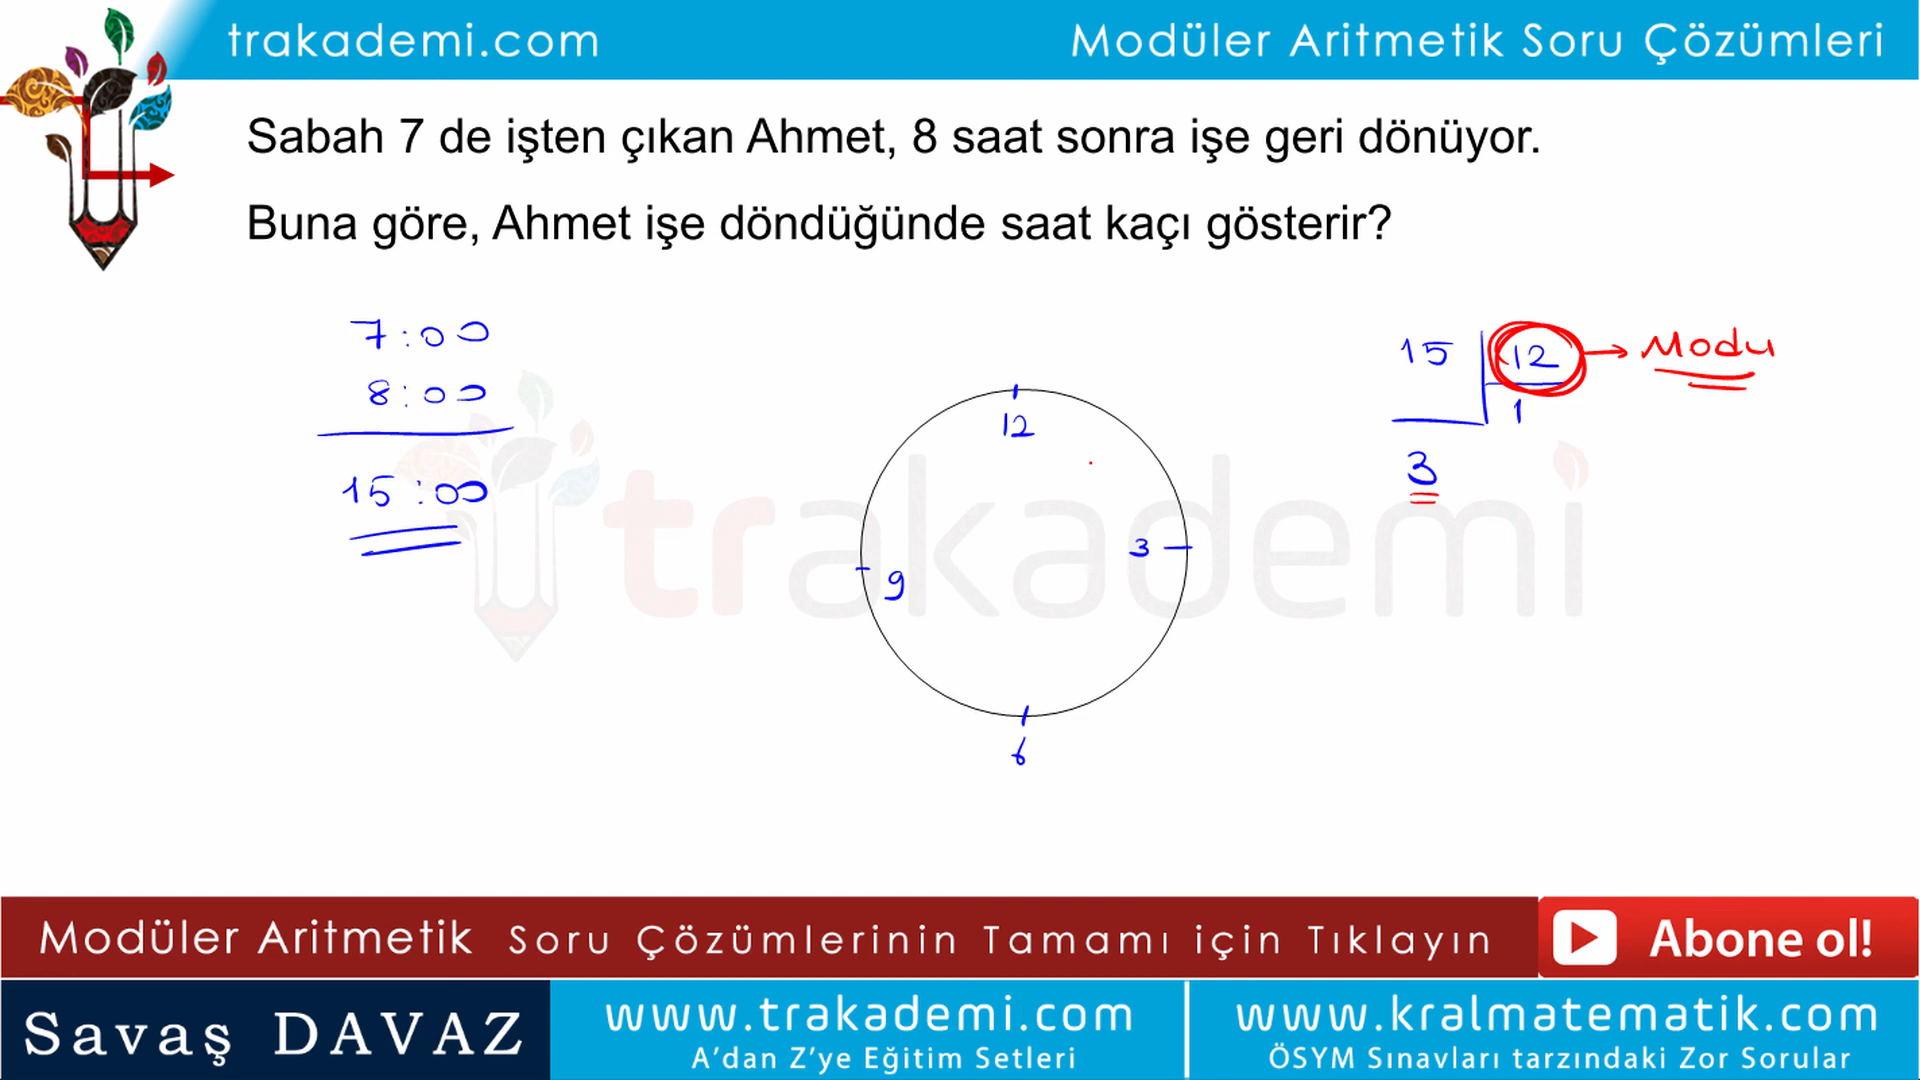 trakademi.com
Modüler Aritmetik Soru Çözümleri
Sabah 7 de işten çıkan Ahmet, 8 saat sonra işe geri dönüyor.
Buna göre, Ahmet işe döndüğünde saat kaçı gösterir?
7:00
8:00
15:00
12
3
9
6
15 12 Modu
1
3
trakademi
Modüler Aritmetik Soru Çözümlerinin Tamamı için Tıklayın
Abone ol!
Savaş DAVAZ
www.trakademi.com
A'dan Z'ye Eğitim Setleri
www.kralmatematik.com
ÖSYM Sınavları tarzındaki Zor Sorular